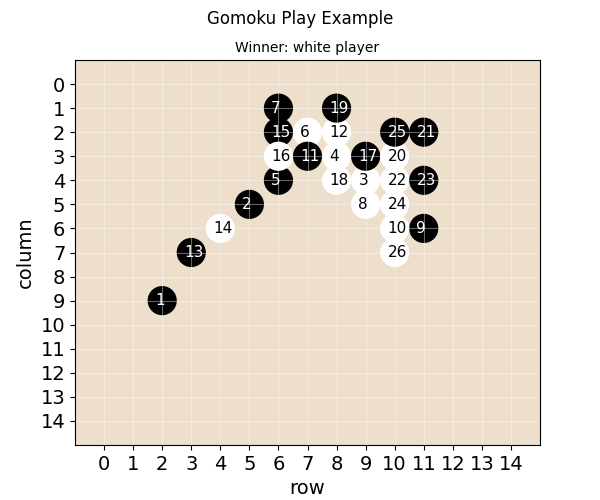 Gomoku Play Example
Winner: white player
0
1 7 19
2 15 6 12 25 21
3 16 11 4 17 20
4 5 18 3 22 23
5 2 8 24
6 14 10 9
7 13 26
8
9 1
10
11
12
13
14
column
0 1 2 3 4 5 6 7 8 9 10 11 12 13 14
row